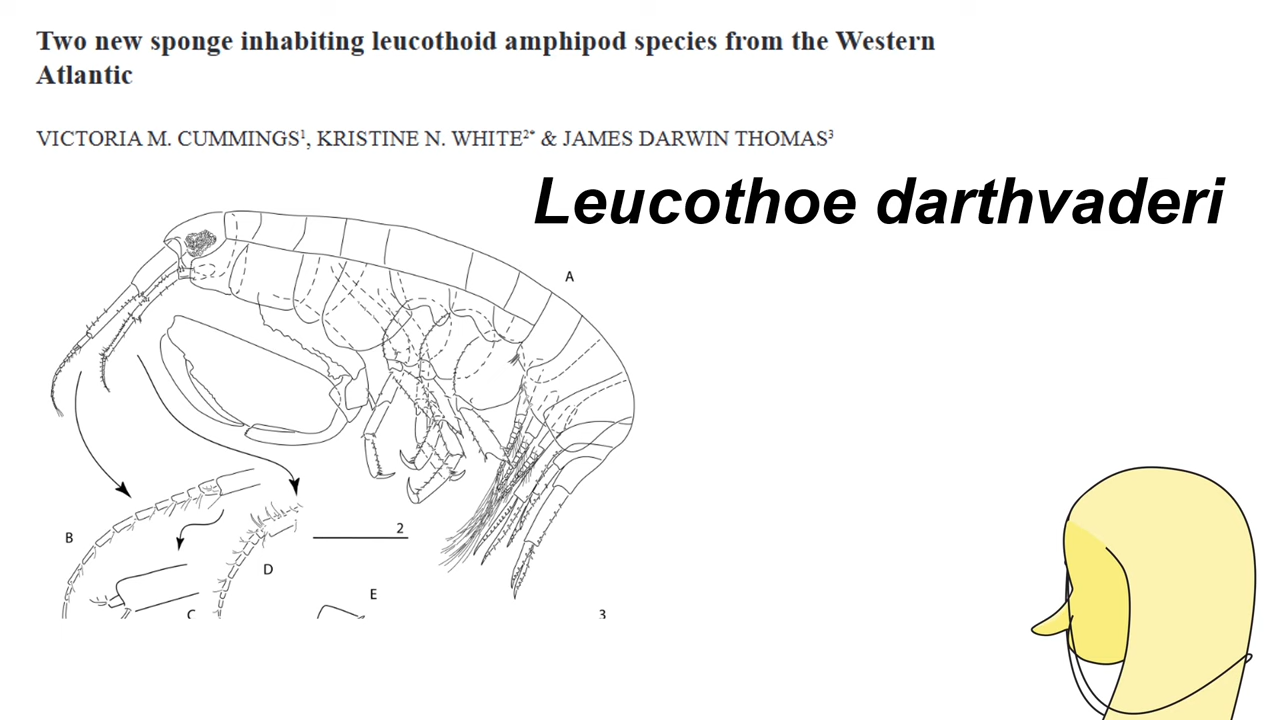 Two new sponge inhabiting leucothoid amphipod species from the Western
Atlantic
VICTORIA M. CUMMINGS¹, KRISTINE N. WHITE²* & JAMES DARWIN THOMAS³
Leucothoe darthvaderi
A
2
B
D
E
C
3